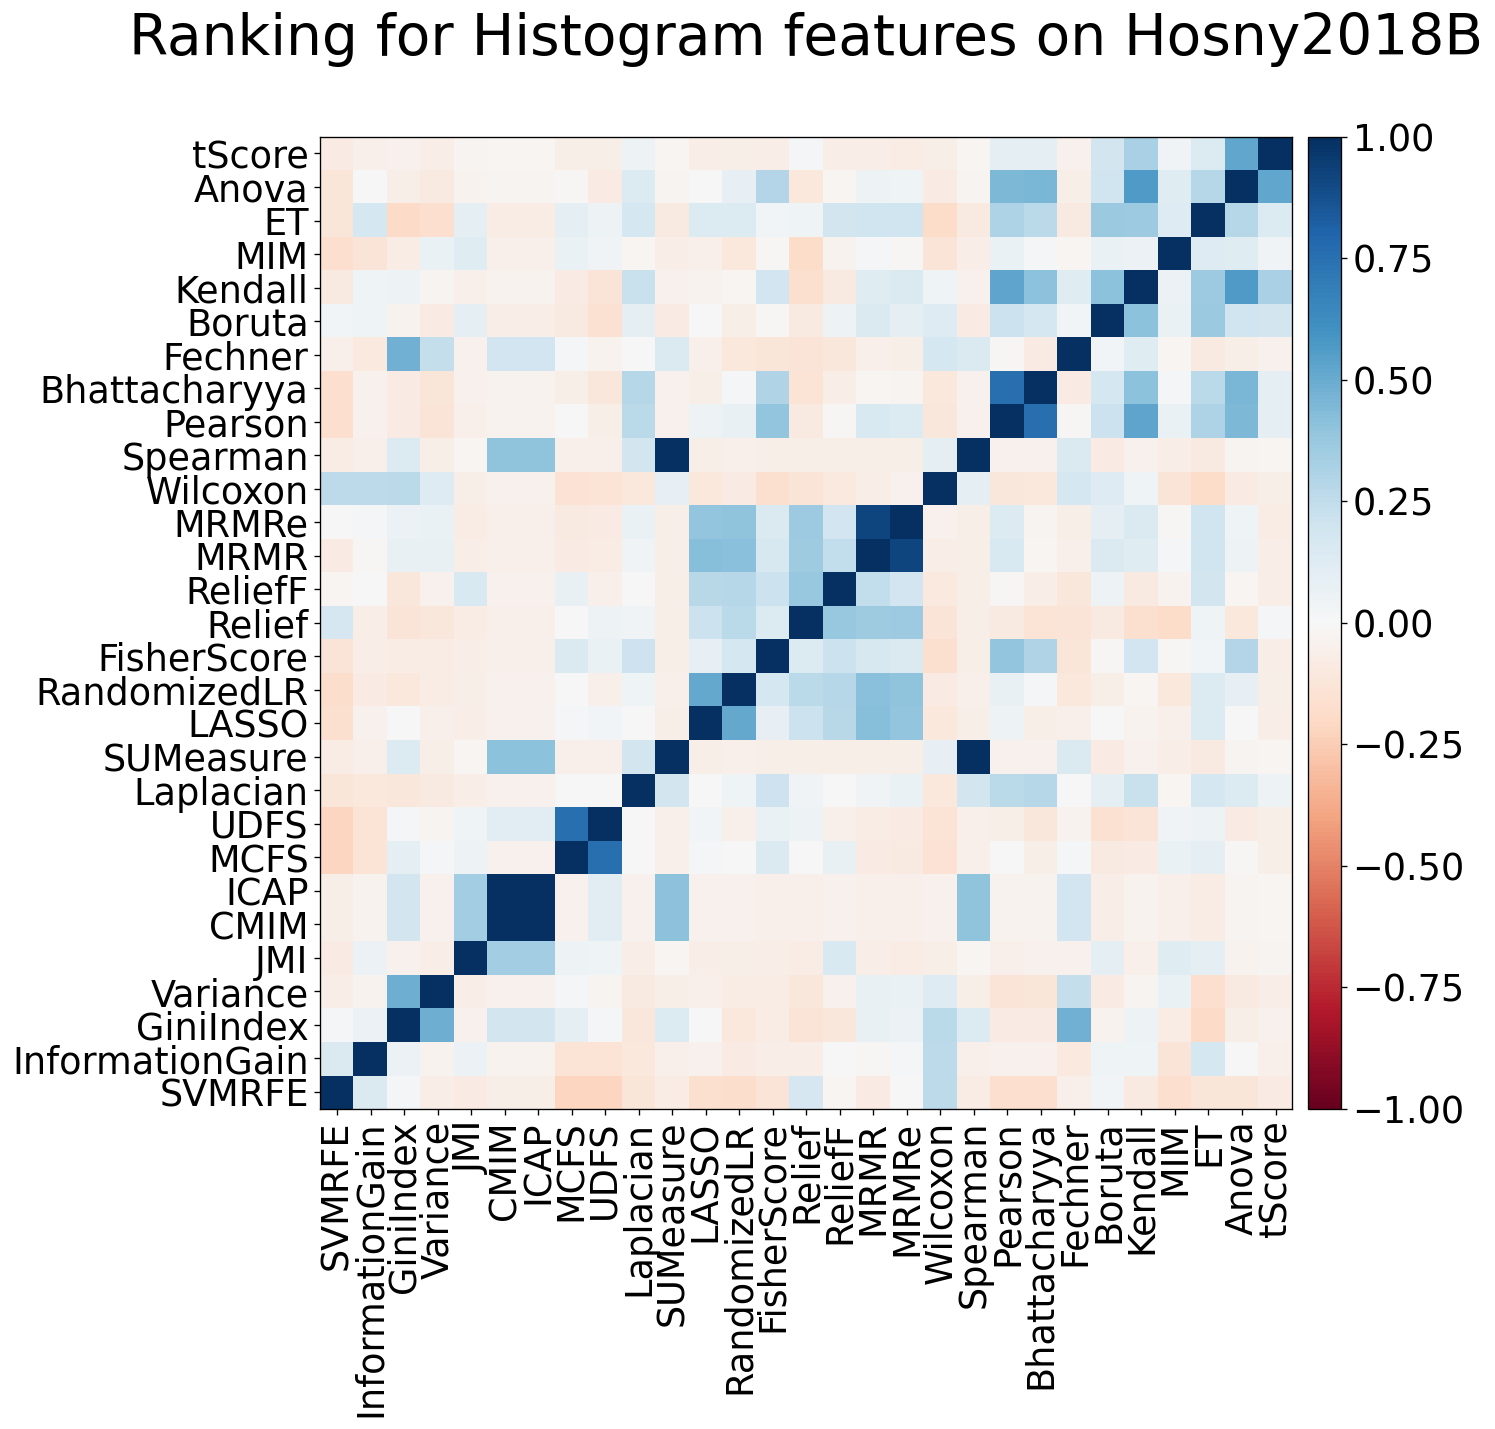 Ranking for Histogram features on Hosny2018B
tScore
Anova
ET
MIM
Kendall
Boruta
Fechner
Bhattacharyya
Pearson
Spearman
Wilcoxon
MRMRe
MRMR
ReliefF
Relief
FisherScore
RandomizedLR
LASSO
SUMeasure
Laplacian
UDFS
MCFS
ICAP
CMIM
JMI
Variance
GiniIndex
InformationGain
SVMRFE
SVMRFE
InformationGain
GiniIndex
Variance
JMI
CMIM
ICAP
MCFS
UDFS
Laplacian
SUMeasure
LASSO
RandomizedLR
FisherScore
Relief
ReliefF
MRMR
MRMRe
Wilcoxon
Spearman
Pearson
Bhattacharyya
Fechner
Boruta
Kendall
MIM
ET
Anova
tScore
1.00
0.75
0.50
0.25
0.00
−0.25
−0.50
−0.75
−1.00